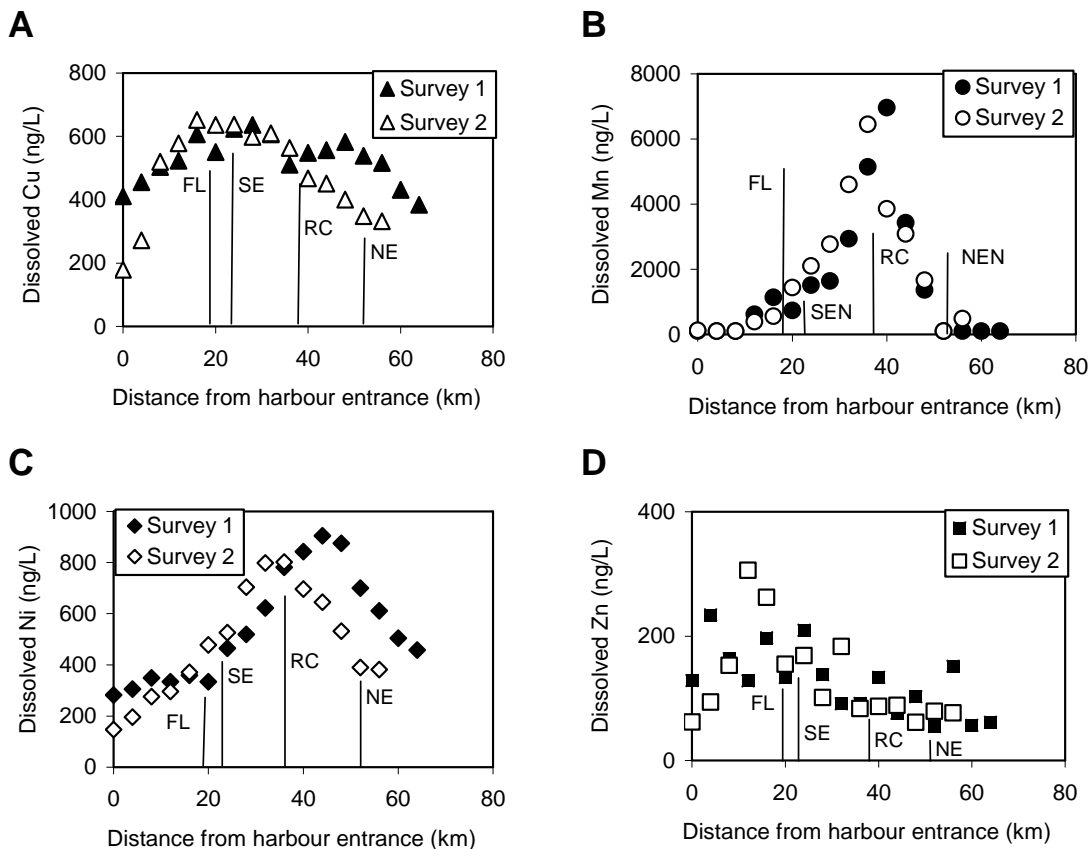 A
Dissolved Cu (ng/L)
800
600
400
200
0
Survey 1
Survey 2
FL
SE
RC
NE
0 20 40 60 80
Distance from harbour entrance (km)
B
Dissolved Mn (ng/L)
8000
6000
4000
2000
0
Survey 1
Survey 2
FL
SEN
RC
NEN
0 20 40 60 80
Distance from harbour entrance (km)
C
Dissolved Ni (ng/L)
1000
800
600
400
200
0
Survey 1
Survey 2
FL
SE
RC
NE
0 20 40 60 80
Distance from harbour entrance (km)
D
Dissolved Zn (ng/L)
400
200
0
Survey 1
Survey 2
FL
SE
RC
NE
0 20 40 60 80
Distance from harbour entrance (km)